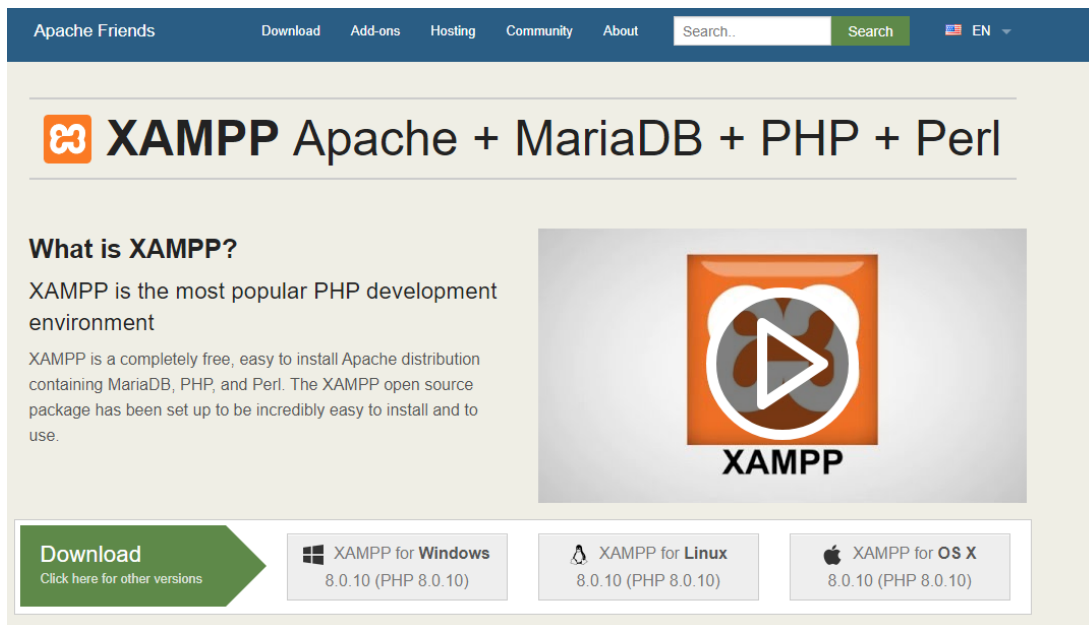 Apache Friends Download Add-ons Hosting Community About Search.. Search EN
XAMPP Apache + MariaDB + PHP + Perl
What is XAMPP?
XAMPP is the most popular PHP development
environment
XAMPP is a completely free, easy to install Apache distribution
containing MariaDB, PHP, and Perl. The XAMPP open source
package has been set up to be incredibly easy to install and to
use.
XAMPP
Download
Click here for other versions
XAMPP for Windows
8.0.10 (PHP 8.0.10)
XAMPP for Linux
8.0.10 (PHP 8.0.10)
XAMPP for OS X
8.0.10 (PHP 8.0.10)